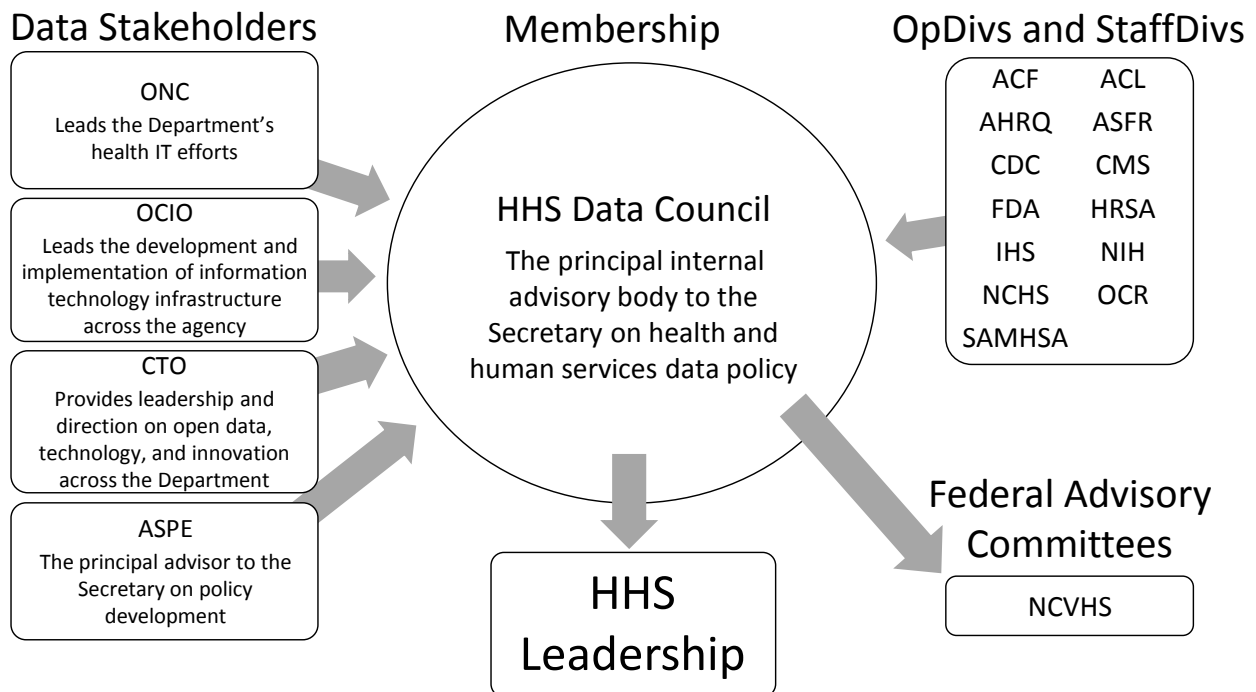 Data Stakeholders
ONC
Leads the Department’s
health IT efforts
OCIO
Leads the development and
implementation of information
technology infrastructure
across the agency
CTO
Provides leadership and
direction on open data,
technology, and innovation
across the Department
ASPE
The principal advisor to the
Secretary on policy
development
Membership
HHS Data Council
The principal internal
advisory body to the
Secretary on health and
human services data policy
HHS
Leadership
OpDivs and StaffDivs
ACF ACL
AHRQ ASFR
CDC CMS
FDA HRSA
IHS NIH
NCHS OCR
SAMHSA
Federal Advisory
Committees
NCVHS